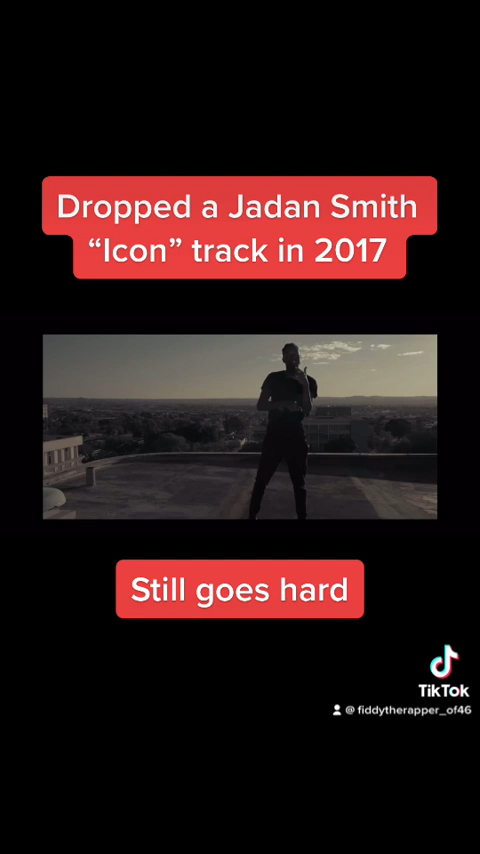 Dropped a Jadan Smith
“Icon” track in 2017
Still goes hard
TikTok
@ fiddytherapper_of46